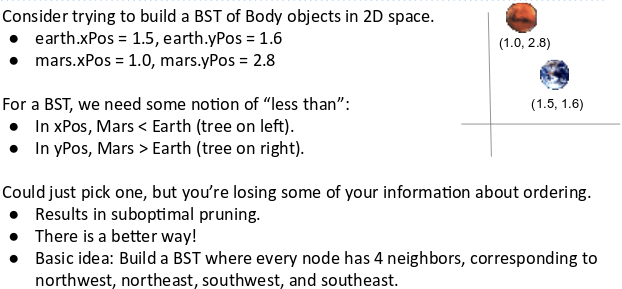 Consider trying to build a BST of Body objects in 2D space.
● earth.xPos = 1.5, earth.yPos = 1.6
● mars.xPos = 1.0, mars.yPos = 2.8
(1.0, 2.8)
(1.5, 1.6)
For a BST, we need some notion of “less than”:
● In xPos, Mars < Earth (tree on left).
● In yPos, Mars > Earth (tree on right).
Could just pick one, but you’re losing some of your information about ordering.
● Results in suboptimal pruning.
● There is a better way!
● Basic idea: Build a BST where every node has 4 neighbors, corresponding to
northwest, northeast, southwest, and southeast.